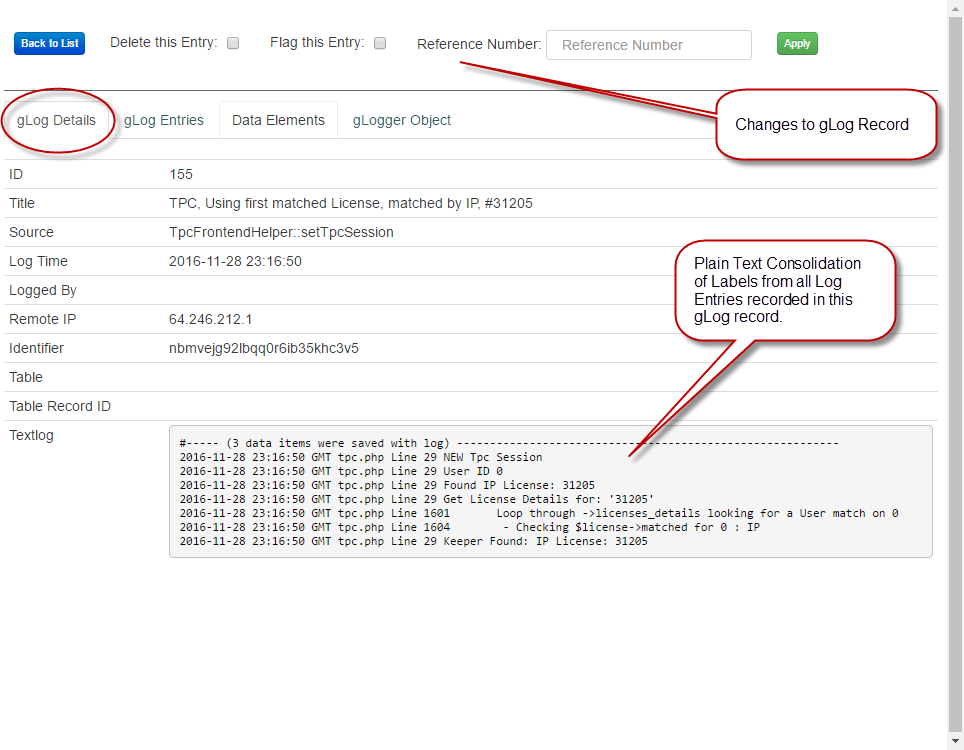 Back to List Delete this Entry: Flag this Entry: Reference Number: Reference Number Apply
gLog Details gLog Entries Data Elements gLogger Object
Changes to gLog Record
ID 155
Title TPC, Using first matched License, matched by IP, #31205
Source TpcFrontendHelper::setTpcSession
Log Time 2016-11-28 23:16:50
Logged By
Remote IP 64.246.212.1
Identifier nbmvejg92lbqq0r6ib35khc3v5
Table
Table Record ID
Plain Text Consolidation
of Labels from all Log
Entries recorded in this
gLog record.
Textlog
#----- (3 data items were saved with log) ----------------------------------------------------------
2016-11-28 23:16:50 GMT tpc.php Line 29 NEW Tpc Session
2016-11-28 23:16:50 GMT tpc.php Line 29 User ID 0
2016-11-28 23:16:50 GMT tpc.php Line 29 Found IP License: 31205
2016-11-28 23:16:50 GMT tpc.php Line 29 Get License Details for: '31205'
2016-11-28 23:16:50 GMT tpc.php Line 1601       Loop through ->licenses_details looking for a User match on 0
2016-11-28 23:16:50 GMT tpc.php Line 1604        - Checking $license->matched for 0 : IP
2016-11-28 23:16:50 GMT tpc.php Line 29 Keeper Found: IP License: 31205